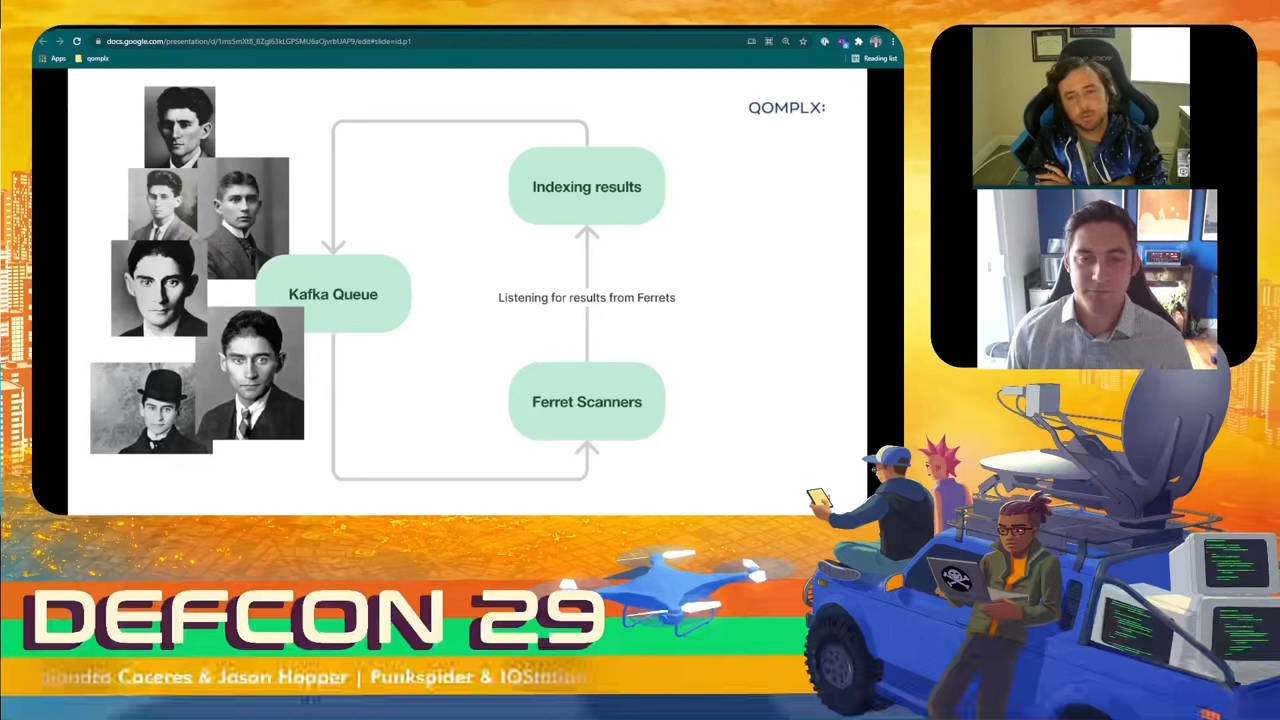 docs.google.com/presentation/d/1ms5mXt8_8Zgl63kLGPSMU6aOjvrbUAP9/edit#slide=id.p1
Apps
qomplx
Reading list
QOMPLX:
Indexing results
Kafka Queue
Listening for results from Ferrets
Ferret Scanners
DEFCON 29
Caceres & Jason Hopper | Punkspider & IOStation